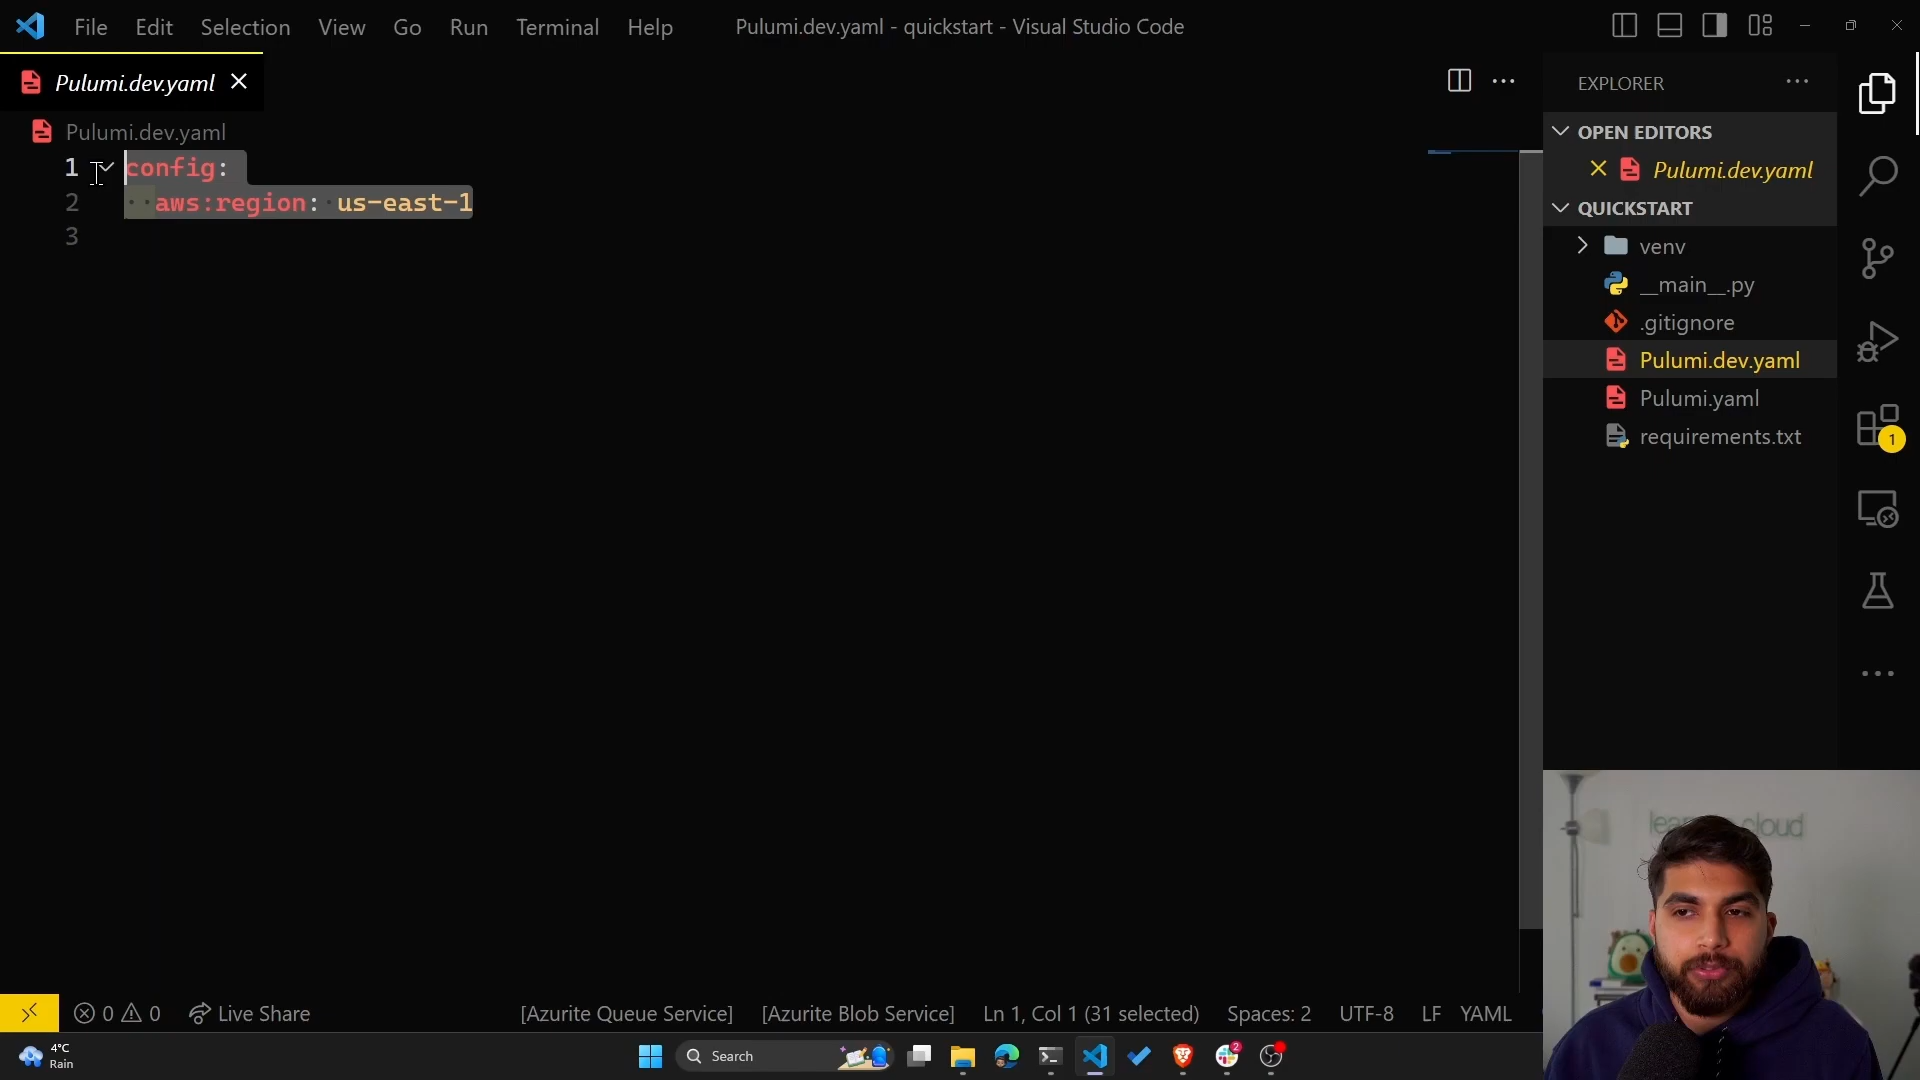 File Edit Selection View Go Run Terminal Help
Pulumi.dev.yaml - quickstart - Visual Studio Code
Pulumi.dev.yaml
Pulumi.dev.yaml
1 config:
2 aws:region: us-east-1
3
EXPLORER
OPEN EDITORS
Pulumi.dev.yaml
QUICKSTART
venv
__main__.py
.gitignore
Pulumi.dev.yaml
Pulumi.yaml
requirements.txt
1
0 0 Live Share
[Azurite Queue Service] [Azurite Blob Service] Ln 1, Col 1 (31 selected) Spaces: 2 UTF-8 LF YAML
4°C
Rain
Search
2
cloud